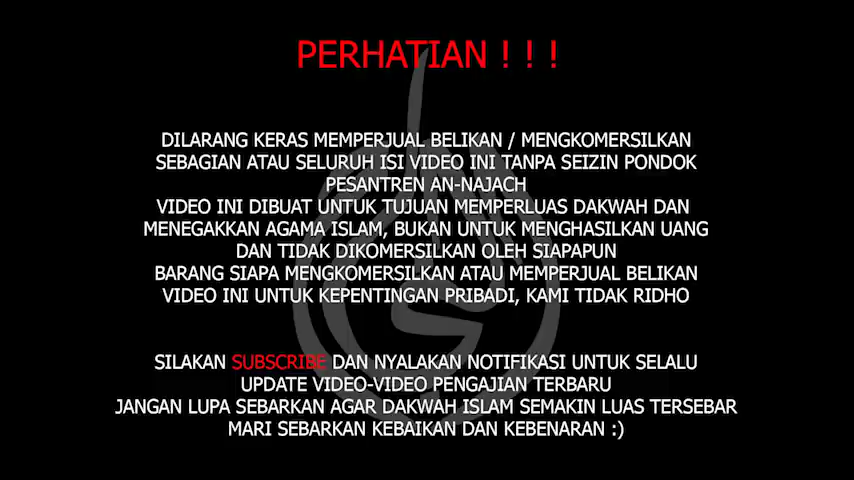 PERHATIAN ! ! !
DILARANG KERAS MEMPERJUAL BELIKAN / MENGKOMERSILKAN
SEBAGIAN ATAU SELURUH ISI VIDEO INI TANPA SEIZIN PONDOK
PESANTREN AN-NAJACH
VIDEO INI DIBUAT UNTUK TUJUAN MEMPERLUAS DAKWAH DAN
MENEGAKKAN AGAMA ISLAM, BUKAN UNTUK MENGHASILKAN UANG
DAN TIDAK DIKOMERSILKAN OLEH SIAPAPUN
BARANG SIAPA MENGKOMERSILKAN ATAU MEMPERJUAL BELIKAN
VIDEO INI UNTUK KEPENTINGAN PRIBADI, KAMI TIDAK RIDHO
SILAKAN SUBSCRIBE DAN NYALAKAN NOTIFIKASI UNTUK SELALU
UPDATE VIDEO-VIDEO PENGAJIAN TERBARU
JANGAN LUPA SEBARKAN AGAR DAKWAH ISLAM SEMAKIN LUAS TERSEBAR
MARI SEBARKAN KEBAIKAN DAN KEBENARAN :)